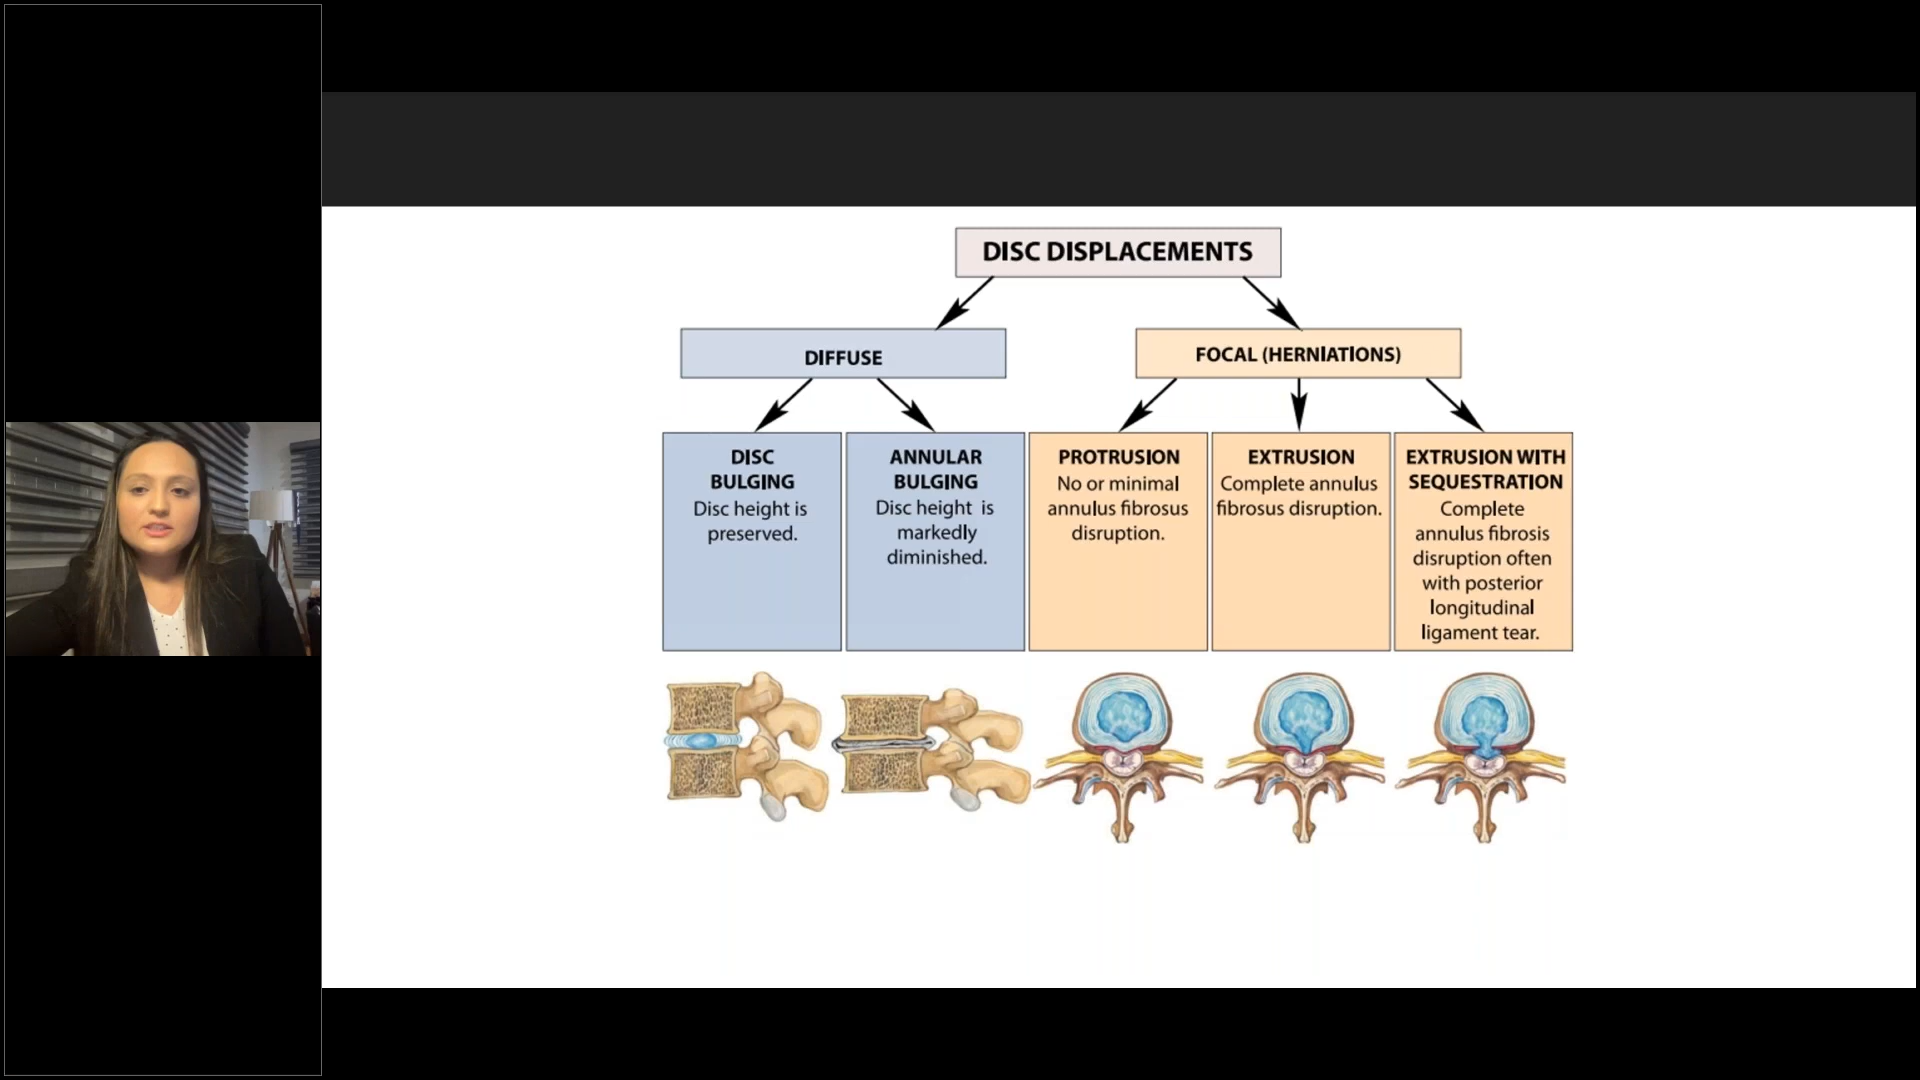 DISC DISPLACEMENTS
DIFFUSE
FOCAL (HERNIATIONS)
DISC
BULGING
Disc height is
preserved.
ANNULAR
BULGING
Disc height is
markedly
diminished.
PROTRUSION
No or minimal
annulus fibrosus
disruption.
EXTRUSION
Complete annulus
fibrosus disruption.
EXTRUSION WITH
SEQUESTRATION
Complete
annulus fibrosis
disruption often
with posterior
longitudinal
ligament tear.